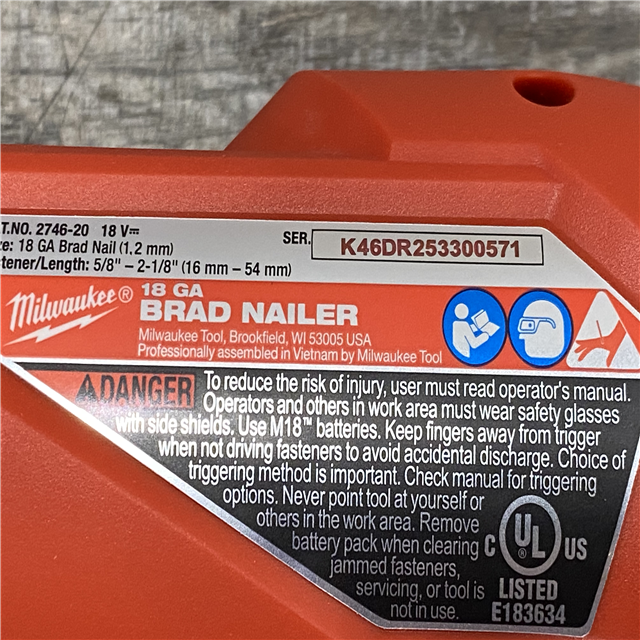 T.NO. 2746-20 18 V
e: 18 GA Brad Nail (1,2 mm)
tener/Length: 5/8" – 2-1/8" (16 mm – 54 mm)
SER. K46DR253300571
Milwaukee®
18 GA
BRAD NAILER
Milwaukee Tool, Brookfield, WI 53005 USA
Professionally assembled in Vietnam by Milwaukee Tool
DANGER To reduce the risk of injury, user must read operator's manual.
Operators and others in work area must wear safety glasses
with side shields. Use M18™ batteries. Keep fingers away from trigger
when not driving fasteners to avoid accidental discharge. Choice of
triggering method is important. Check manual for triggering
options. Never point tool at yourself or
others in the work area. Remove
battery pack when clearing
jammed fasteners,
servicing, or tool is
not in use.
C UL® US
LISTED
E183634